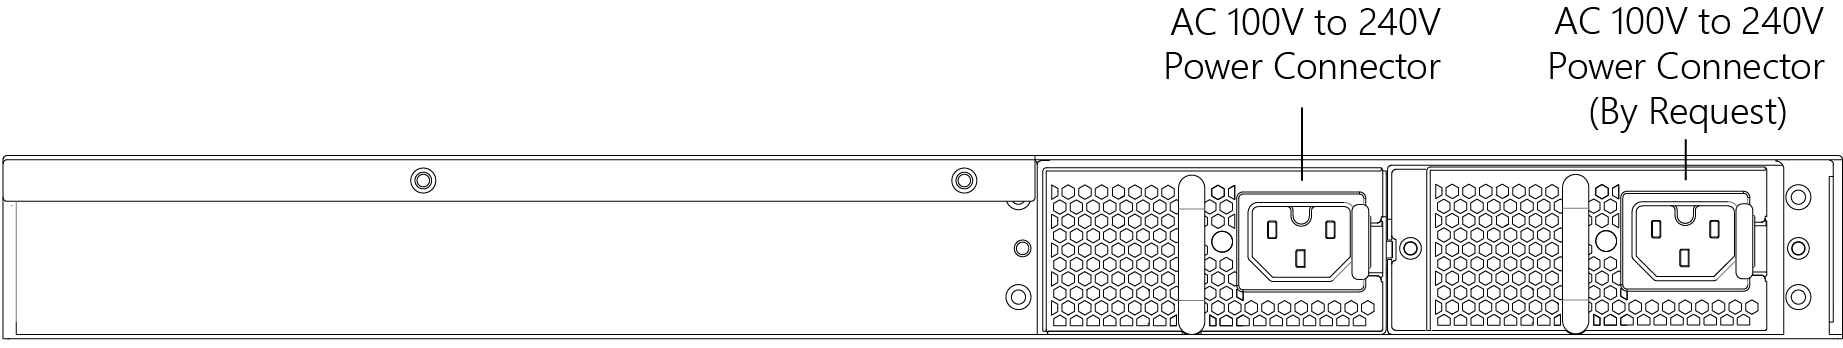 AC 100V to 240V
Power Connector
AC 100V to 240V
Power Connector
(By Request)